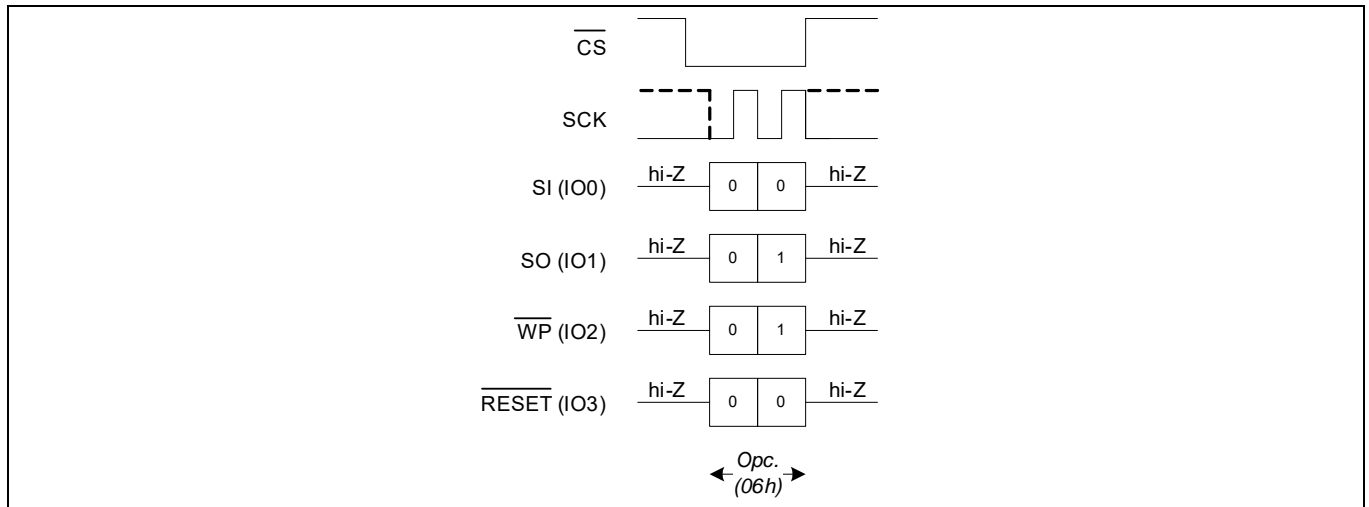 CS
SCK
SI (IO0) hi-Z 0 0 hi-Z
SO (IO1) hi-Z 0 1 hi-Z
WP (IO2) hi-Z 0 1 hi-Z
RESET (IO3) hi-Z 0 0 hi-Z
Opc.
(06h)